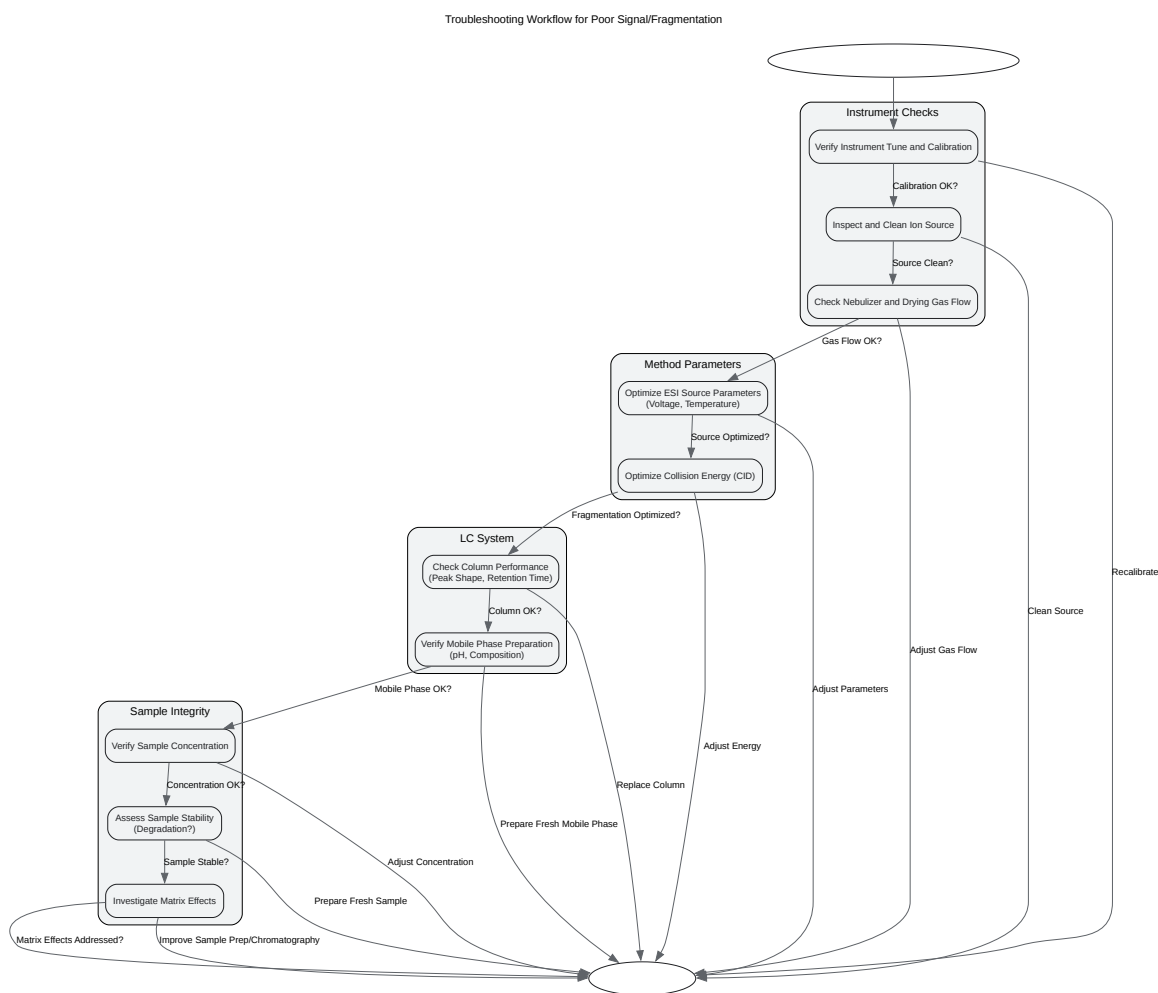 Troubleshooting Workflow for Poor Signal/Fragmentation
Instrument Checks
Verify Instrument Tune and Calibration
Calibration OK?
Inspect and Clean Ion Source
Source Clean?
Check Nebulizer and Drying Gas Flow
Gas Flow OK?
Method Parameters
Optimize ESI Source Parameters
(Voltage, Temperature)
Source Optimized?
Optimize Collision Energy (CID)
Fragmentation Optimized?
LC System
Check Column Performance
(Peak Shape, Retention Time)
Column OK?
Verify Mobile Phase Preparation
(pH, Composition)
Mobile Phase OK?
Sample Integrity
Verify Sample Concentration
Concentration OK?
Assess Sample Stability
(Degradation?)
Sample Stable?
Investigate Matrix Effects
Matrix Effects Addressed?
Improve Sample Prep/Chromatography
Prepare Fresh Sample
Adjust Concentration
Prepare Fresh Mobile Phase
Replace Column
Adjust Energy
Adjust Parameters
Adjust Gas Flow
Clean Source
Recalibrate